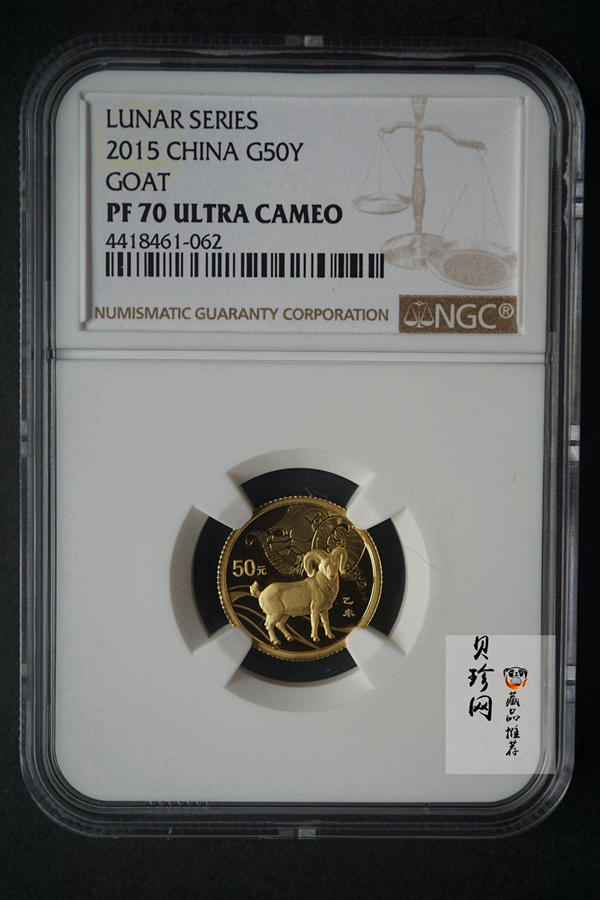 LUNAR SERIES
2015 CHINA G50Y
GOAT
PF 70 ULTRA CAMEO
4418461-062
NUMISMATIC GUARANTY CORPORATION
NGC®
50元
乙未
贝珍网
藏品推荐